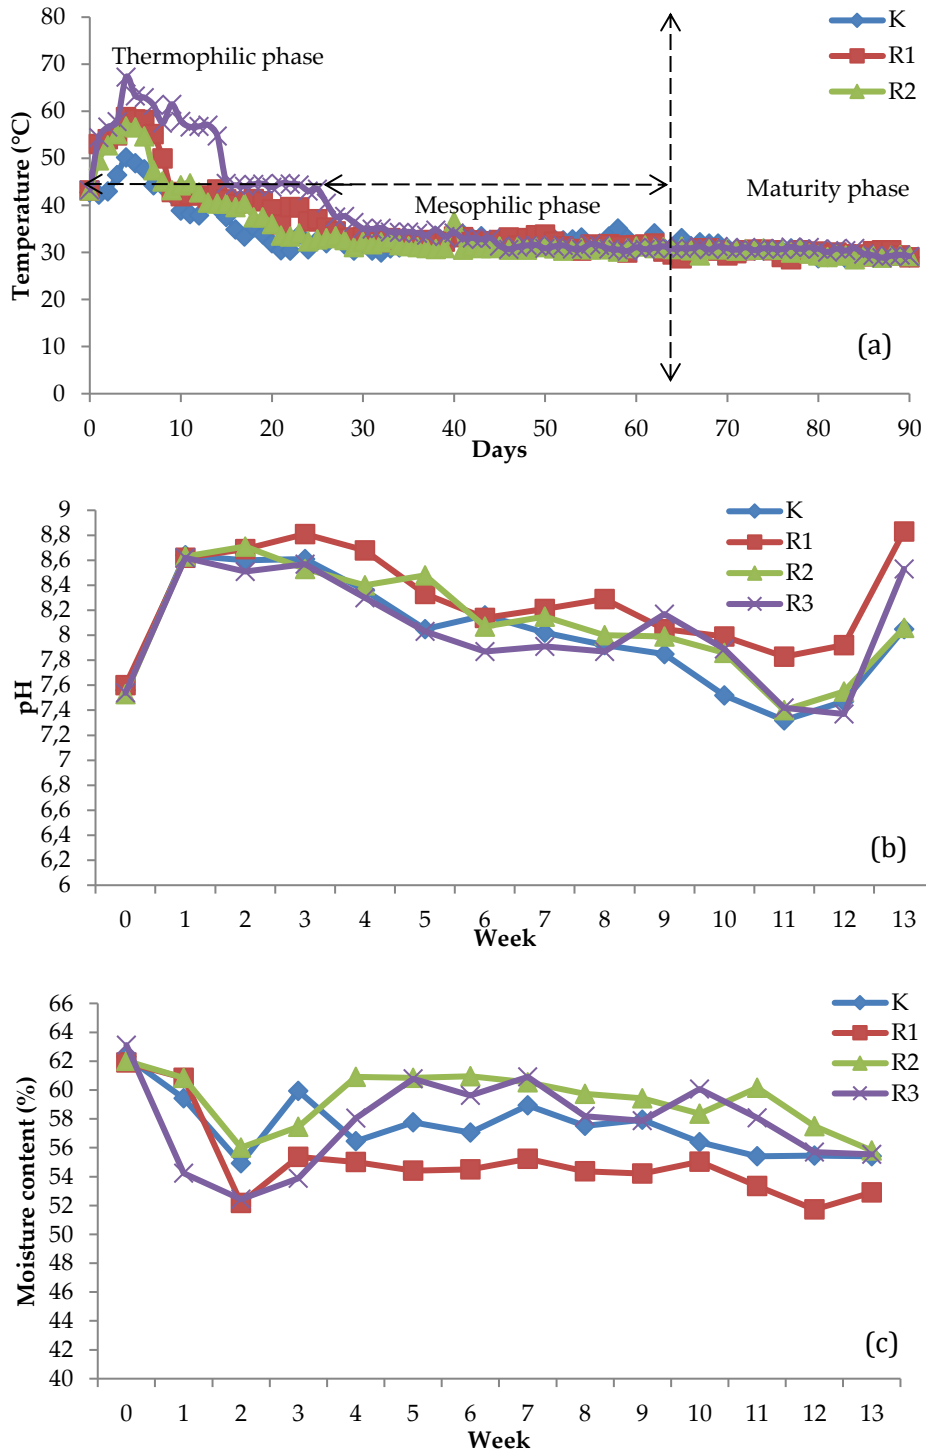 80
70
60
50
40
30
20
10
0
Temperature (°C)
Thermophilic phase
Mesophilic phase
Maturity phase
K
R1
R2
(a)
0 10 20 30 40 50 60 70 80 90
Days
9
8,8
8,6
8,4
8,2
8
7,8
7,6
7,4
7,2
7
6,8
6,6
6,4
6,2
6
pH
K
R1
R2
R3
(b)
0 1 2 3 4 5 6 7 8 9 10 11 12 13
Week
66
64
62
60
58
56
54
52
50
48
46
44
42
40
Moisture content (%)
K
R1
R2
R3
(c)
0 1 2 3 4 5 6 7 8 9 10 11 12 13
Week